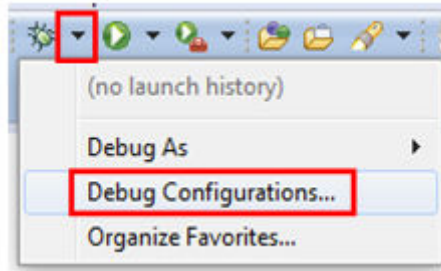 (no launch history)
Debug As
Debug Configurations...
Organize Favorites...